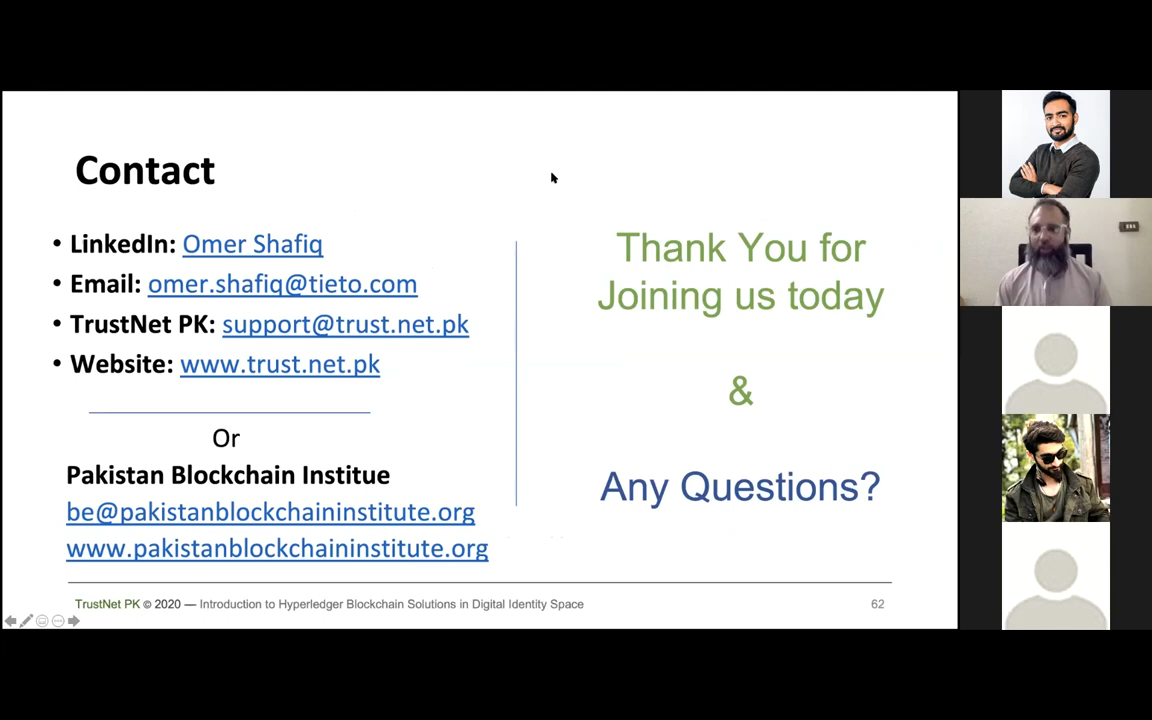 Contact
• LinkedIn: Omer Shafiq
• Email: omer.shafiq@tieto.com
• TrustNet PK: support@trust.net.pk
• Website: www.trust.net.pk
Or
Pakistan Blockchain Institue
be@pakistanblockchaininstitute.org
www.pakistanblockchaininstitute.org
Thank You for
Joining us today
&
Any Questions?
TrustNet PK © 2020 — Introduction to Hyperledger Blockchain Solutions in Digital Identity Space
62